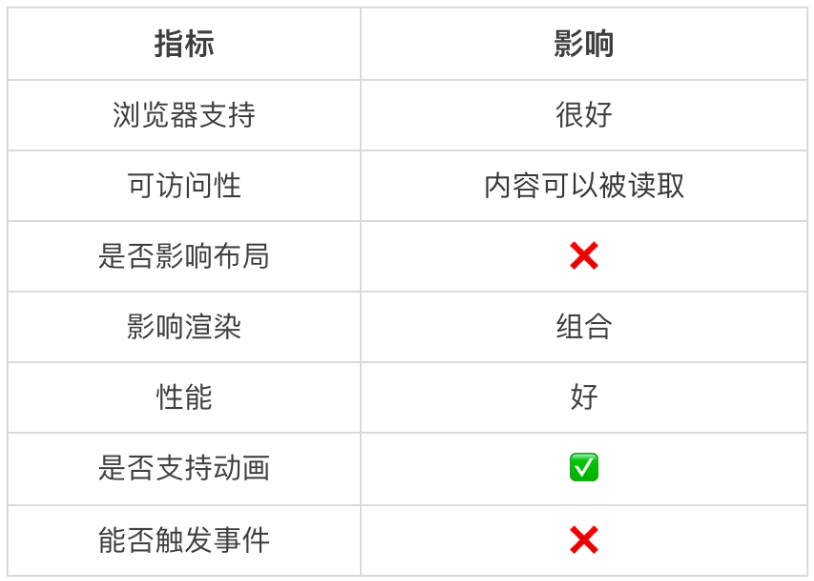 指标 影响
浏览器支持 很好
可访问性 内容可以被读取
是否影响布局 ❌
影响渲染 组合
性能 好
是否支持动画 ✅
能否触发事件 ❌